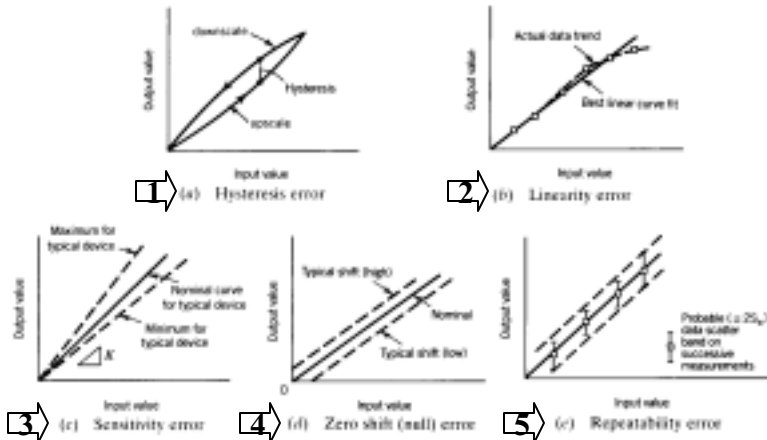 downscale
Output value
Hysteresis
upscale
Input value
1 (a) Hysteresis error
Actual data trend
Output value
Best linear curve fit
Input value
2 (b) Linearity error
Maximum for
typical device
Output value
Nominal curve
for typical device
Minimum for
typical device
K
Input value
3 (c) Sensitivity error
Typical shift (high)
Output value
Nominal
Typical shift (low)
0
Input value
4 (d) Zero shift (null) error
Output value
Probable (±2Sₓ)
data scatter
band on
successive
measurements
Input value
5 (e) Repeatability error